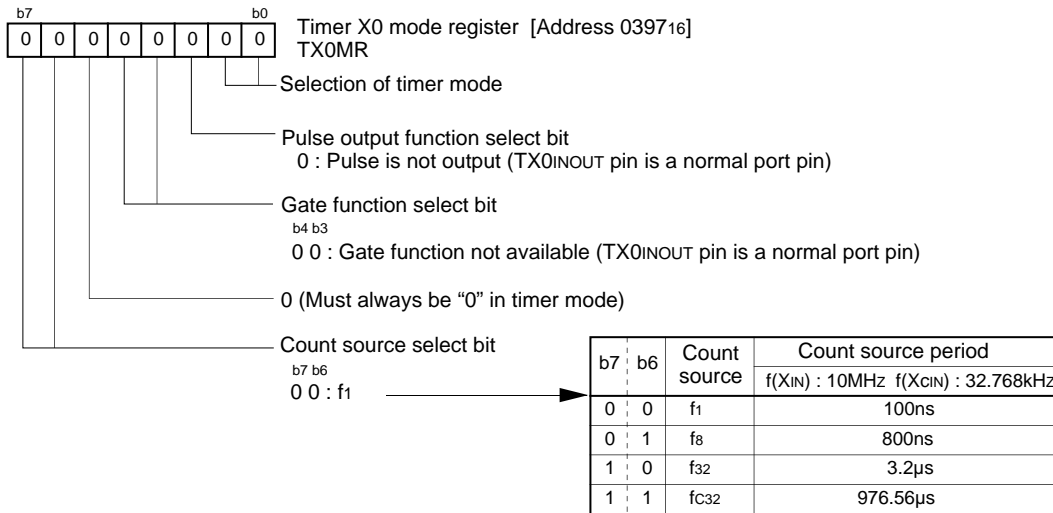 b7 b0
0 0 0 0 0 0 0 0
Timer X0 mode register [Address 039716]
TX0MR
Selection of timer mode
Pulse output function select bit
0 : Pulse is not output (TX0INOUT pin is a normal port pin)
Gate function select bit
b4 b3
0 0 : Gate function not available (TX0INOUT pin is a normal port pin)
0 (Must always be “0” in timer mode)
Count source select bit
b7 b6
0 0 : f1
b7 b6 Count source Count source period
f(XIN) : 10MHz f(XCIN) : 32.768kHz
0 0 f1 100ns
0 1 f8 800ns
1 0 f32 3.2µs
1 1 fC32 976.56µs